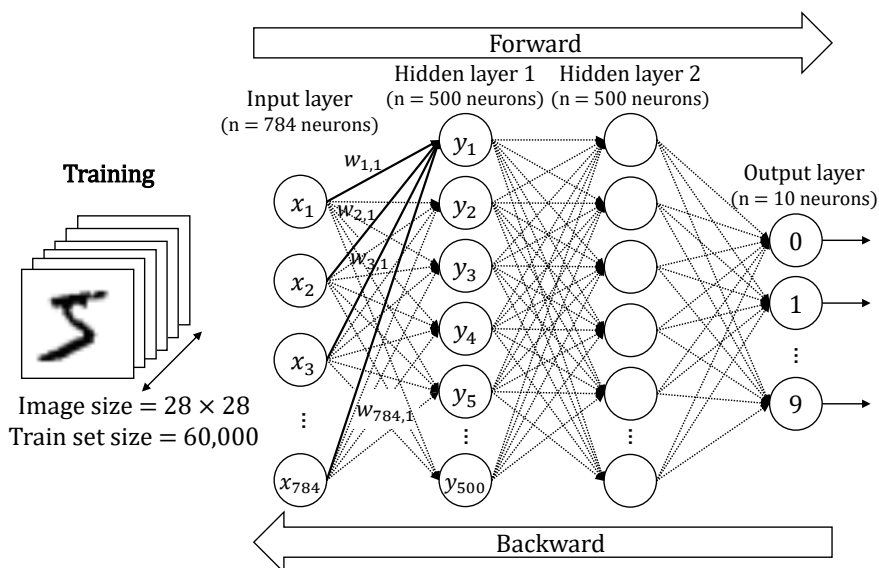 Forward
Hidden layer 1
(n = 500 neurons)
Hidden layer 2
(n = 500 neurons)
Input layer
(n = 784 neurons)
Output layer
(n = 10 neurons)
Training
Image size = 28 × 28
Train set size = 60,000
w1,1
w2,1
w3,1
w784,1
x1
x2
x3
⋮
x784
y1
y2
y3
y4
y5
⋮
y500
⋮
0
1
⋮
9
5
Backward